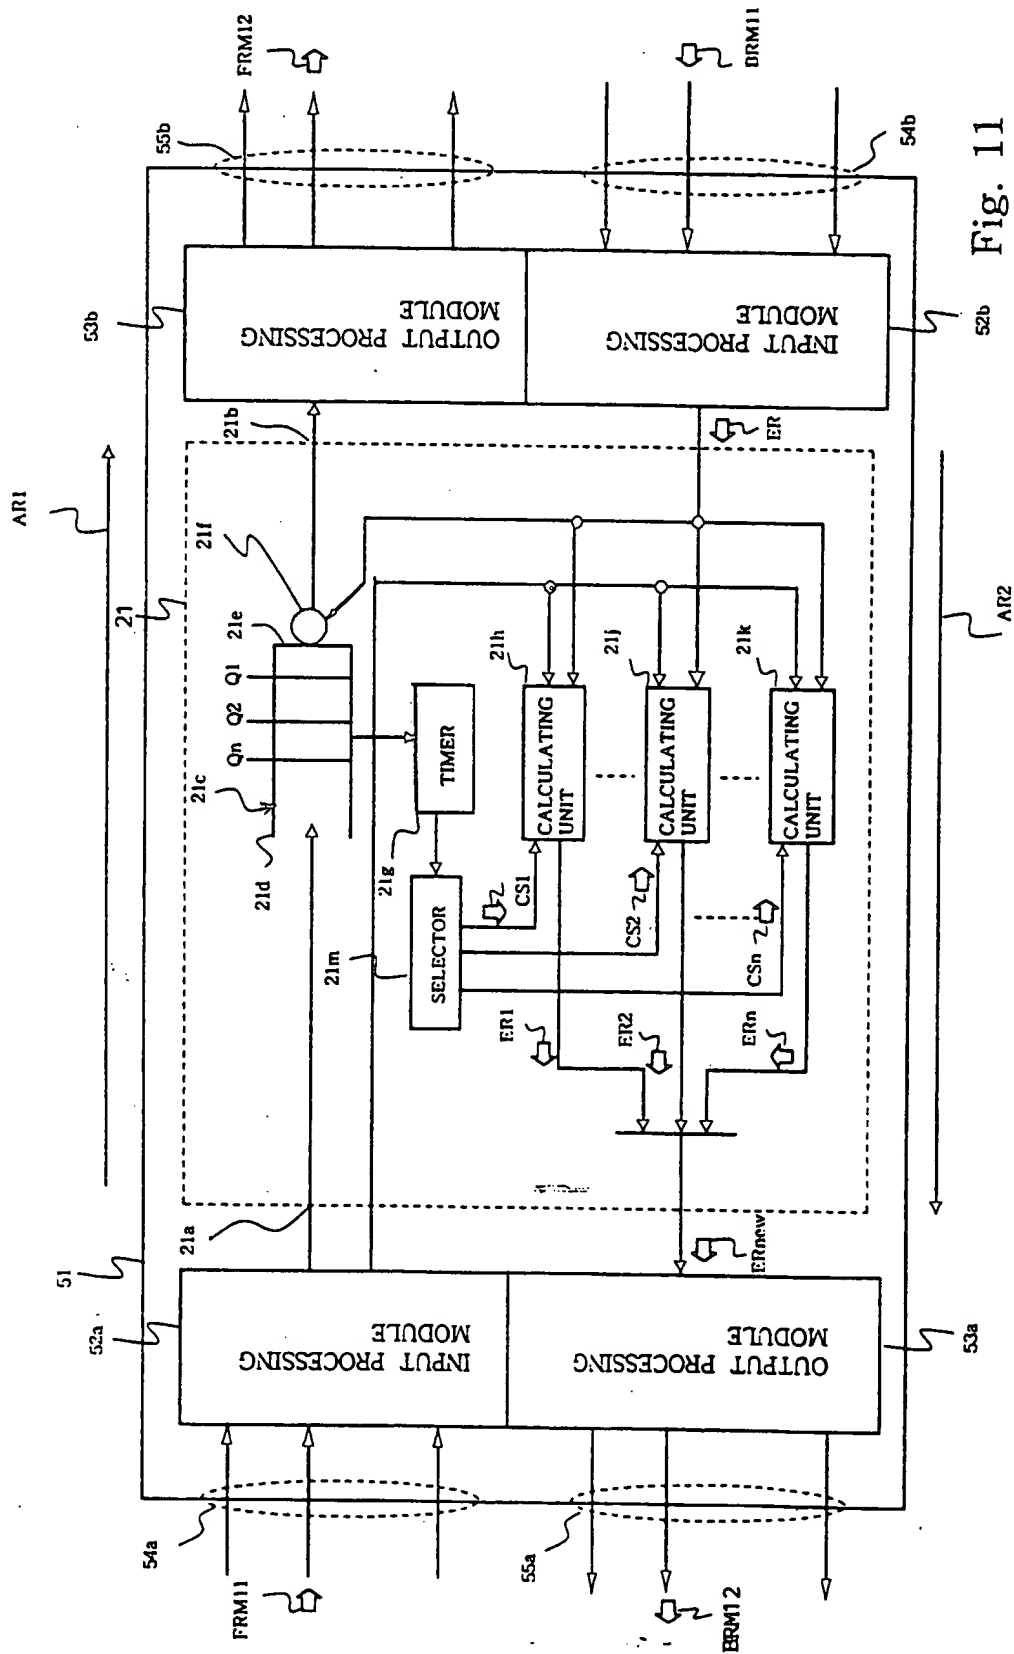 AR1
51
52a
INPUT PROCESSING
MODULE
OUTPUT PROCESSING
MODULE
53a
54a
FRM11
55a
BRM12
21a
21
21b
21c
21d
21e
21f
Qn
Q2
Q1
TIMER
21g
SELECTOR
21m
CS1
CS2
CSn
CALCULATING
UNIT
21h
CALCULATING
UNIT
21j
CALCULATING
UNIT
21k
ER1
ER2
ERn
ERnew
ER
53b
OUTPUT PROCESSING
MODULE
INPUT PROCESSING
MODULE
52b
55b
FRM12
54b
BRM11
AR2
Fig. 11